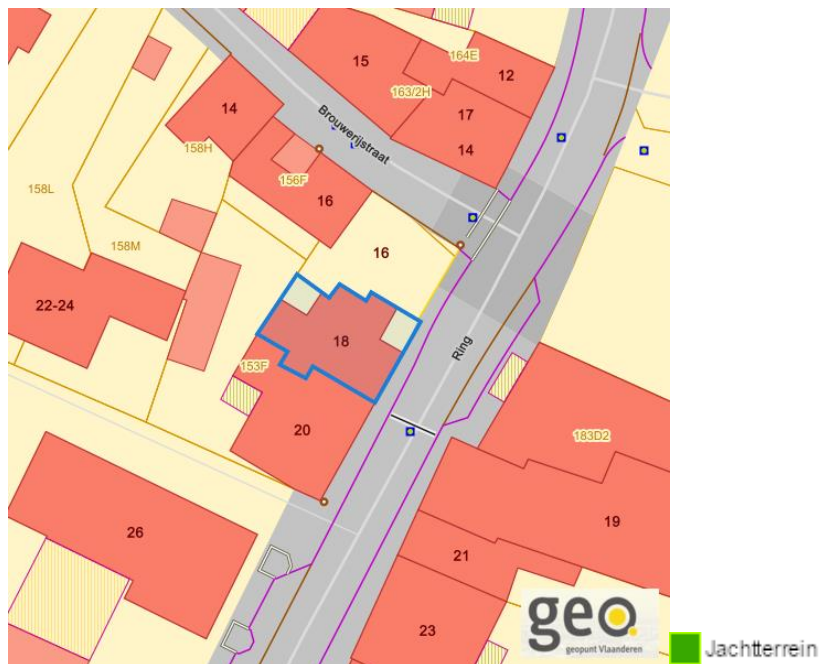 15
164E
12
163/2H
17
14
14
Brouwerijstraat
158H
156F
16
158L
16
158M
22-24
18
Ring
153F
20
183D2
26
19
21
23
geo.
geopunt Vlaanderen
Jachtterrein